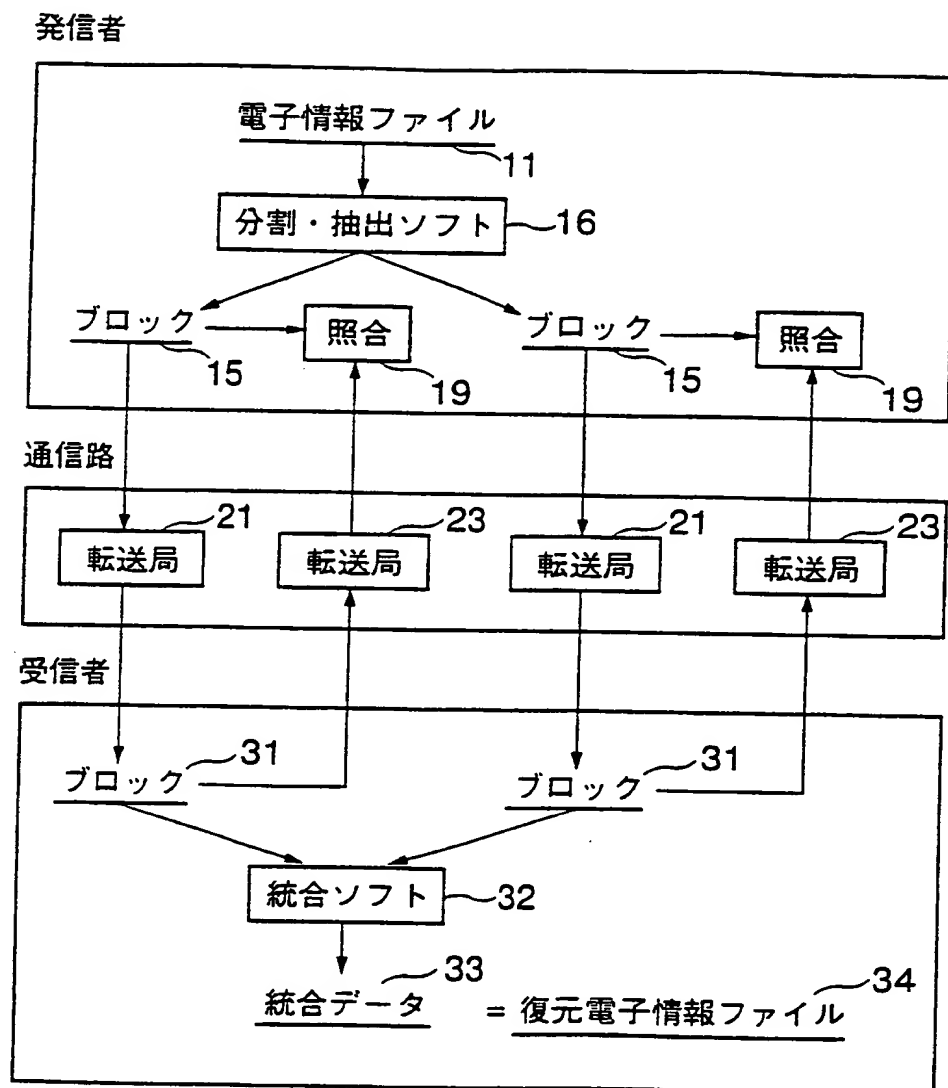 発信者
電子情報ファイル
11
分割・抽出ソフト 16
ブロック 照合 ブロック 照合
15 19 15 19
通信路
21 23 21 23
転送局 転送局 転送局 転送局
受信者
31 31
ブロック ブロック
統合ソフト 32
33 34
統合データ = 復元電子情報ファイル